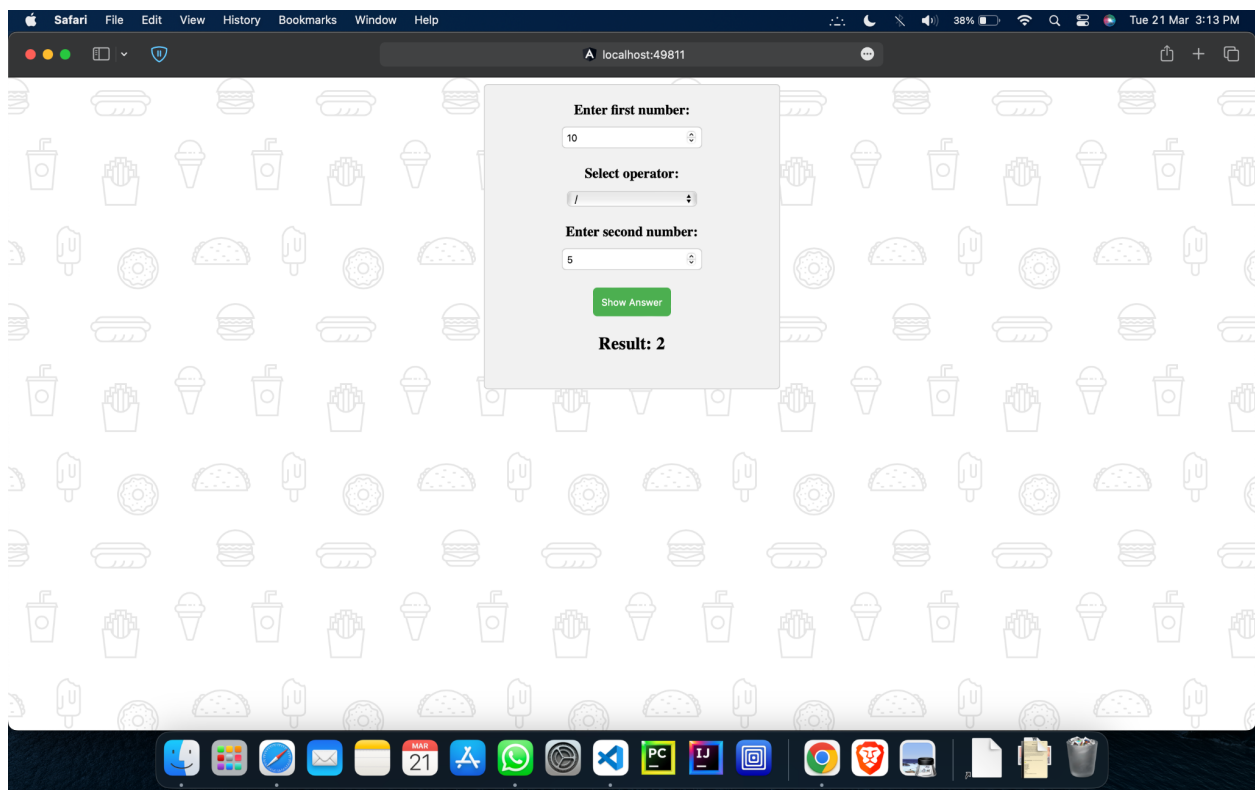 Safari File Edit View History Bookmarks Window Help 38% Tue 21 Mar 3:13 PM
localhost:49811
Enter first number:
10
Select operator:
/
Enter second number:
5
Show Answer
Result: 2
MAR
21
PC
IJ